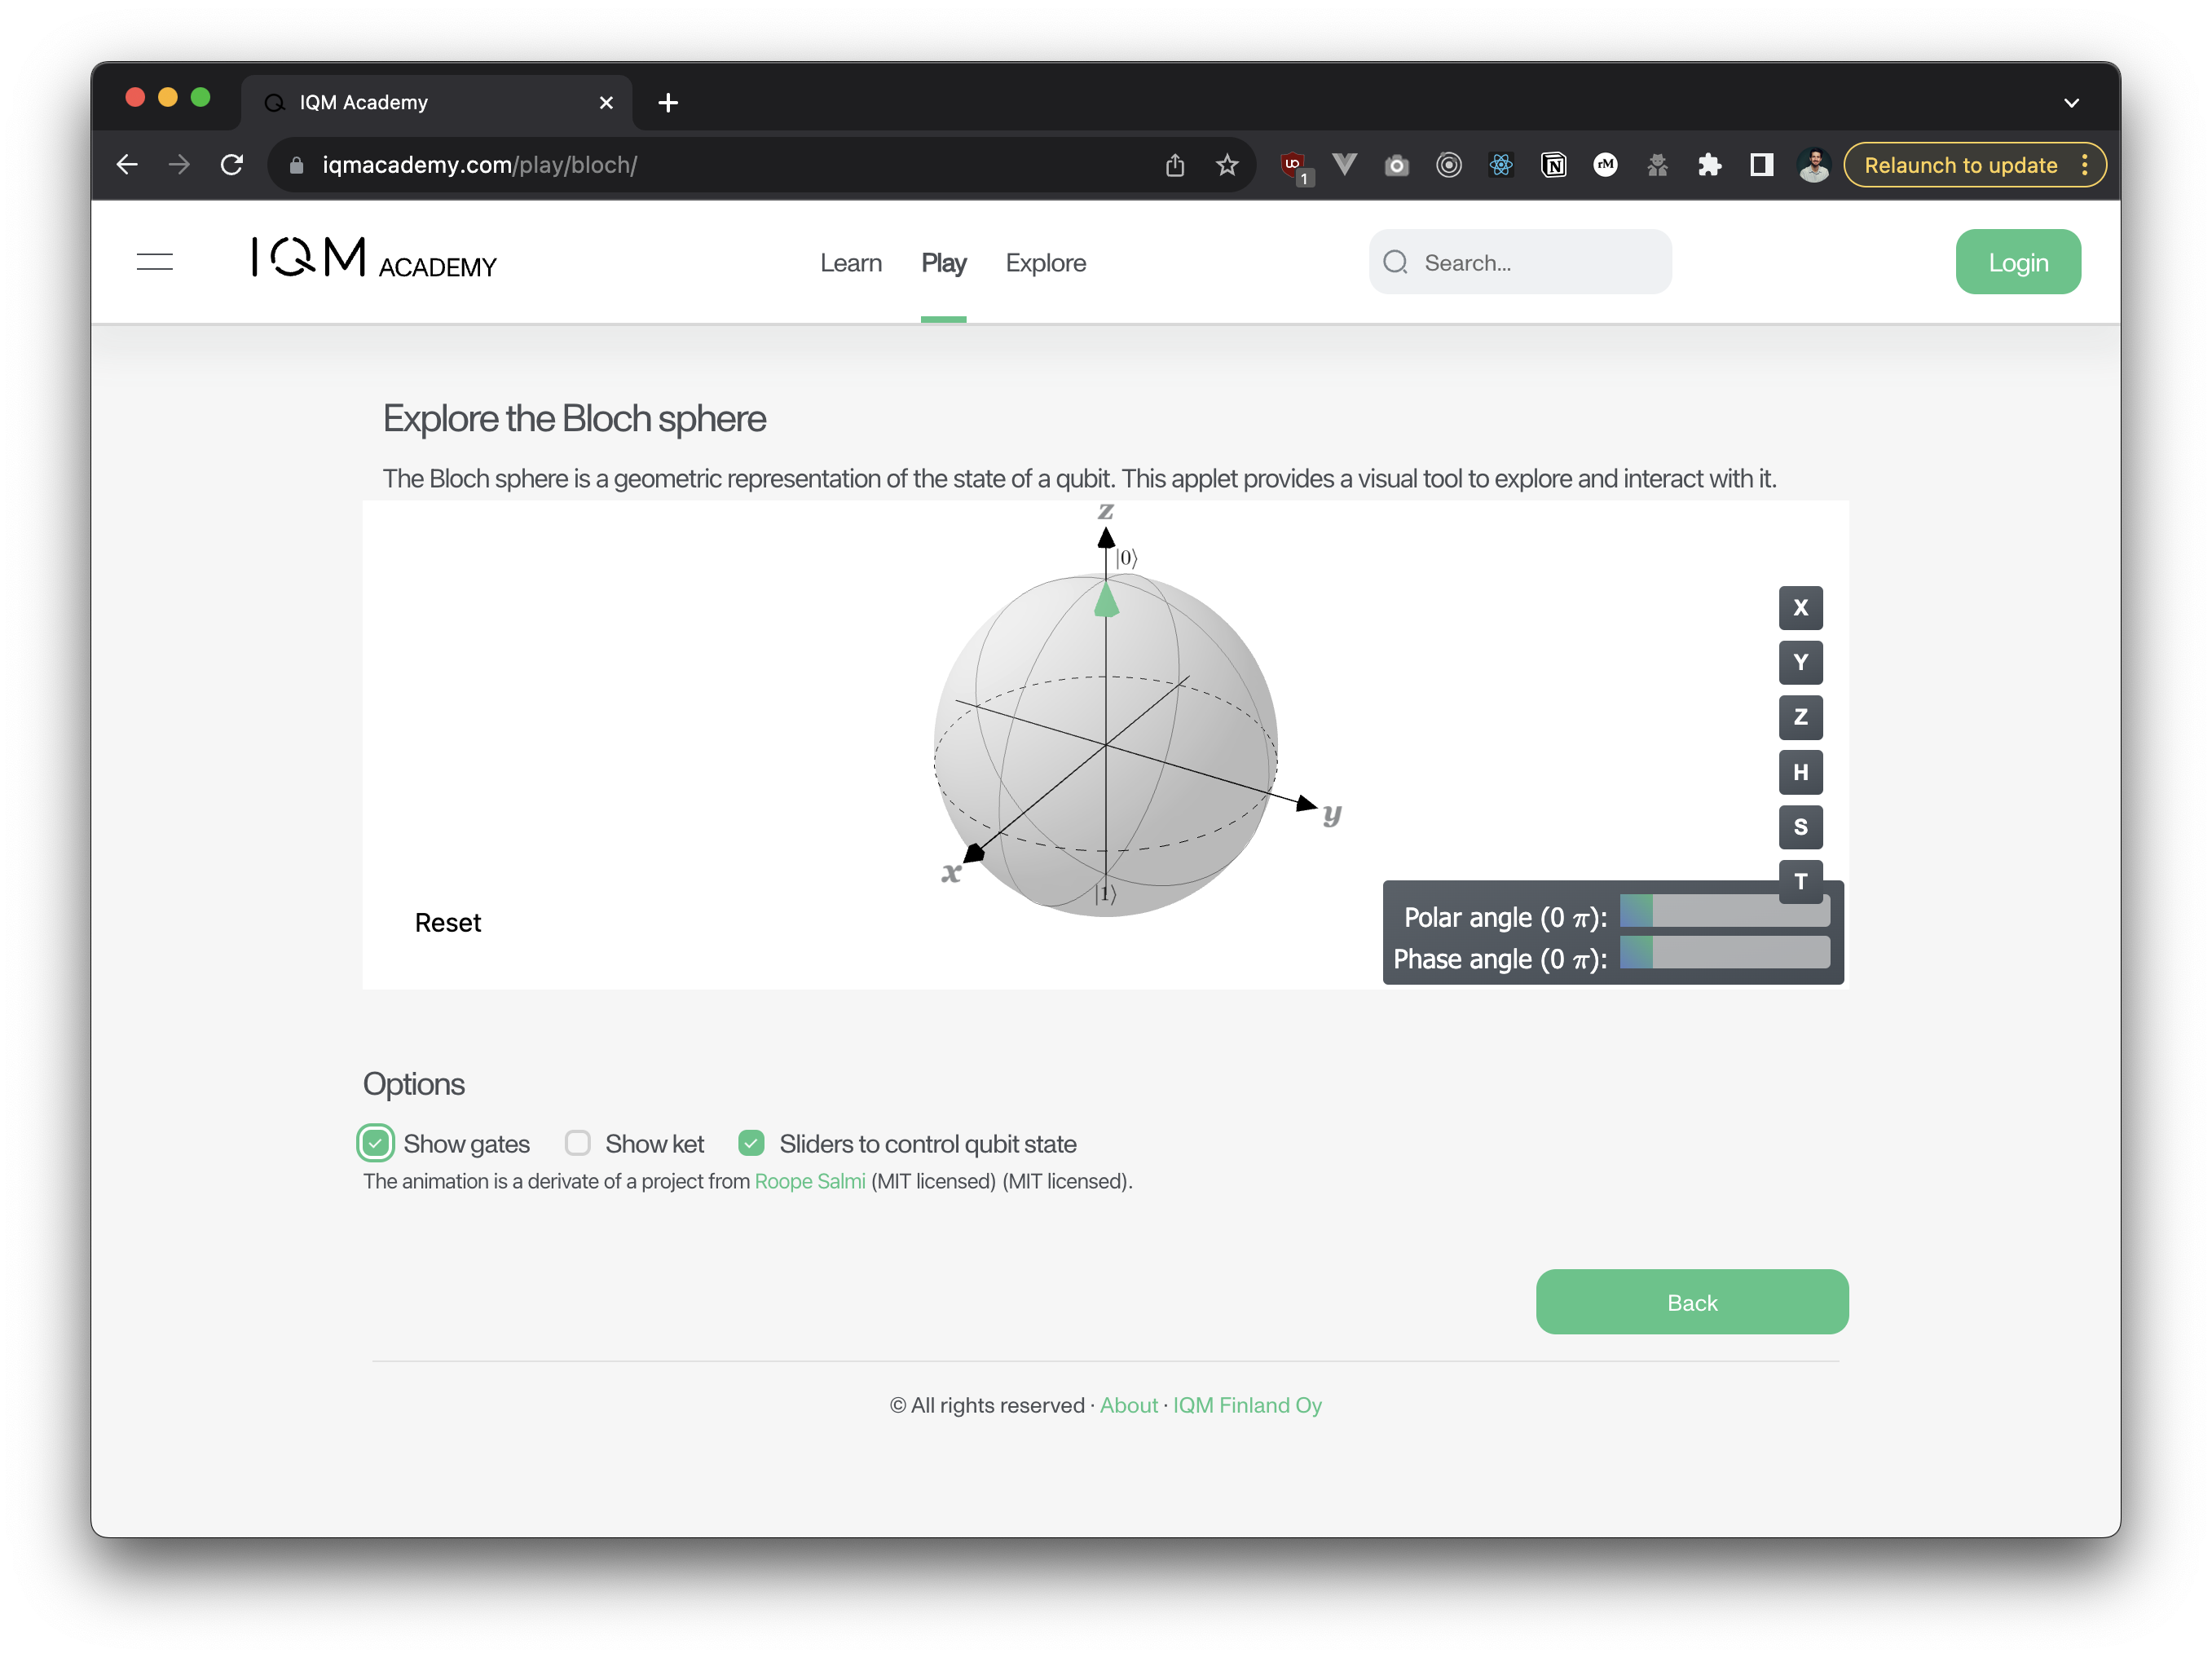 IQM Academy
iqmacademy.com/play/bloch/
1
rM
Relaunch to update
IQM ACADEMY
Learn
Play
Explore
Search...
Login
Explore the Bloch sphere
The Bloch sphere is a geometric representation of the state of a qubit. This applet provides a visual tool to explore and interact with it.
z
|0⟩
X
Y
Z
H
S
T
y
x
|1⟩
Reset
Polar angle (0 π):
Phase angle (0 π):
Options
Show gates
Show ket
Sliders to control qubit state
The animation is a derivate of a project from Roope Salmi (MIT licensed) (MIT licensed).
Back
© All rights reserved · About · IQM Finland Oy